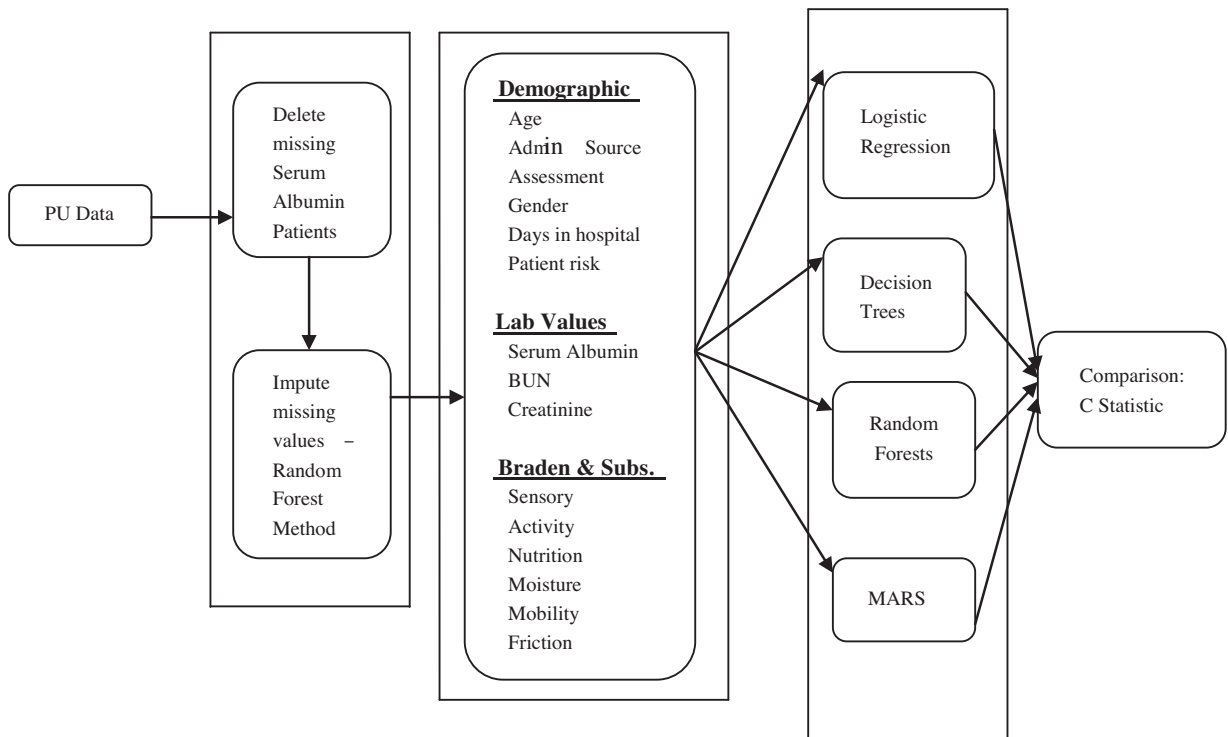 PU Data
Delete
missing
Serum
Albumin
Patients
Impute
missing
values –
Random
Forest
Method
Demographic
Age
Admin Source
Assessment
Gender
Days in hospital
Patient risk
Lab Values
Serum Albumin
BUN
Creatinine
Braden & Subs.
Sensory
Activity
Nutrition
Moisture
Mobility
Friction
Logistic
Regression
Decision
Trees
Random
Forests
MARS
Comparison:
C Statistic